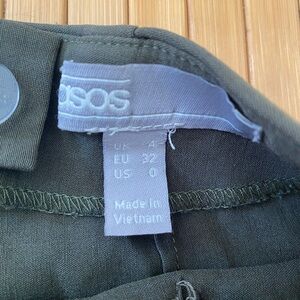 asos
UK 4
EU 32
US 0
Made in
Vietnam